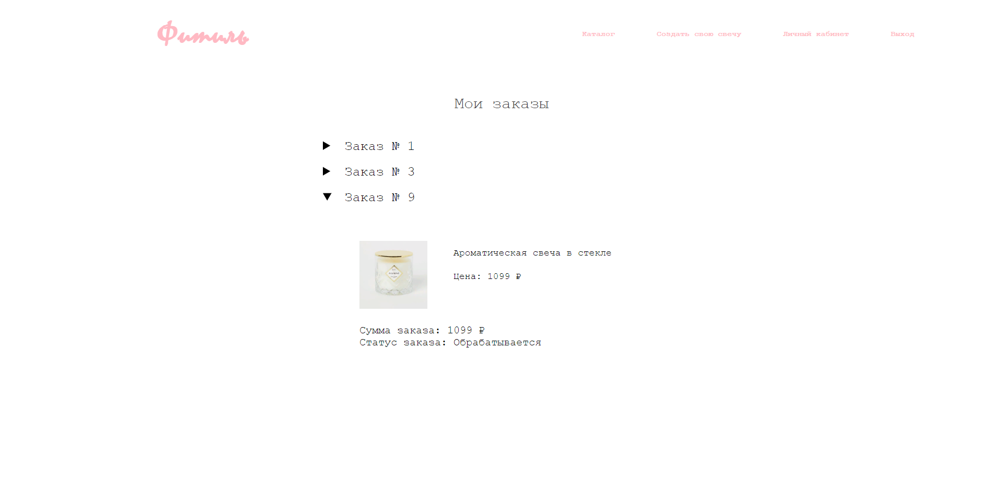 Фитиль
Каталог Создать свою свечу Личный кабинет Выход
Мои заказы
Заказ № 1
Заказ № 3
Заказ № 9
Ароматическая свеча в стекле
Цена: 1099 ₽
Сумма заказа: 1099 ₽
Статус заказа: Обрабатывается